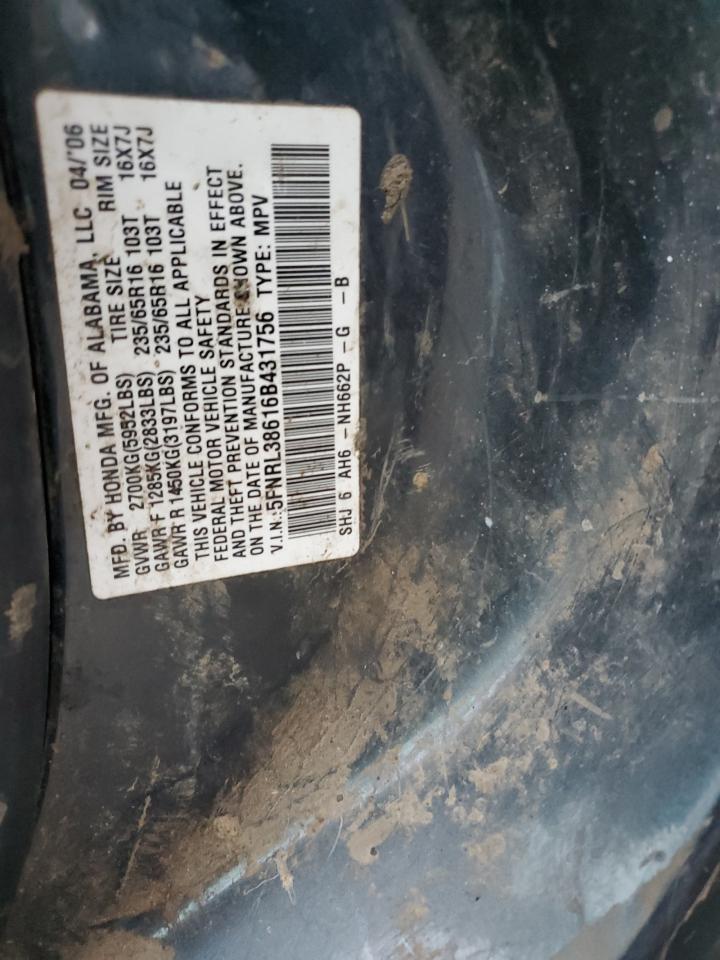 MFD. BY HONDA MFG. OF ALABAMA, LLC 04/'06
GVWR 2700KG(5952LBS) TIRE SIZE RIM SIZE
GAWR F 1285KG(2833LBS) 235/65R16 103T 16X7J
GAWR R 1450KG(3197LBS) 235/65R16 103T 16X7J
THIS VEHICLE CONFORMS TO ALL APPLICABLE
FEDERAL MOTOR VEHICLE SAFETY
AND THEFT PREVENTION STANDARDS IN EFFECT
ON THE DATE OF MANUFACTURE SHOWN ABOVE.
V.I.N.:5FNRL38616B431756 TYPE: MPV
SHJ 6 AH6 -NH662P -G -B